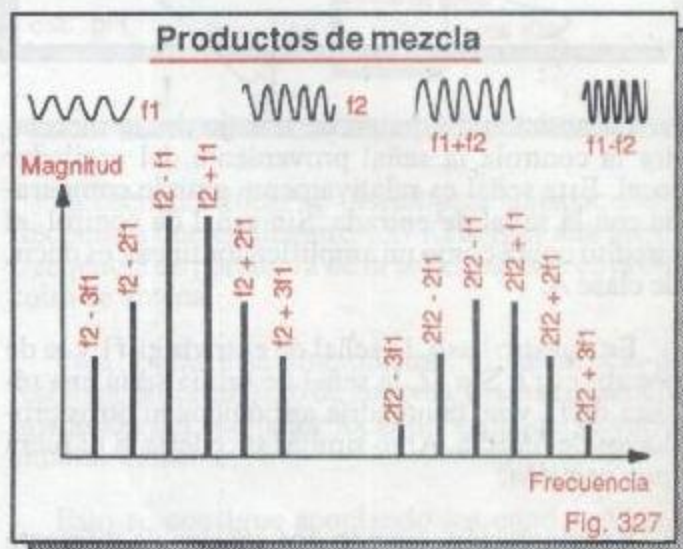 Productos de mezcla
f1
f2
f1+f2
f1-f2
Magnitud
f2 - 3f1
f2 - 2f1
f2 - f1
f2 + f1
f2 + 2f1
f2 + 3f1
2f2 - 3f1
2f2 - 2f1
2f2 - f1
2f2 + f1
2f2 + 2f1
2f2 + 3f1
Frecuencia
Fig. 327